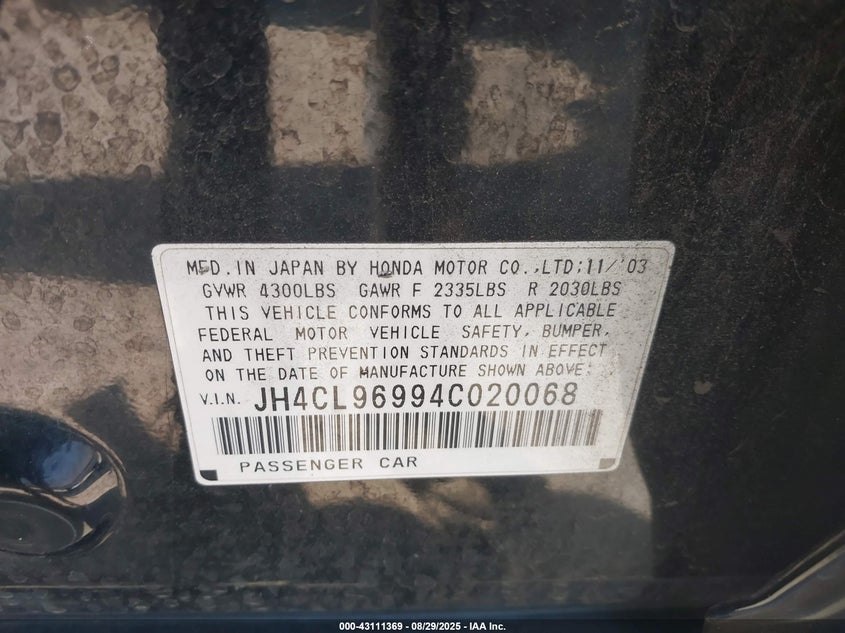 MFD. IN JAPAN BY HONDA MOTOR CO.,LTD:11/'03
GVWR 4300LBS GAWR F 2335LBS R 2030LBS
THIS VEHICLE CONFORMS TO ALL APPLICABLE
FEDERAL MOTOR VEHICLE SAFETY, BUMPER,
AND THEFT PREVENTION STANDARDS IN EFFECT
ON THE DATE OF MANUFACTURE SHOWN ABOVE:
V.I.N. JH4CL96994C020068
PASSENGER CAR
000-43111369 - 08/29/2025 - IAA Inc.